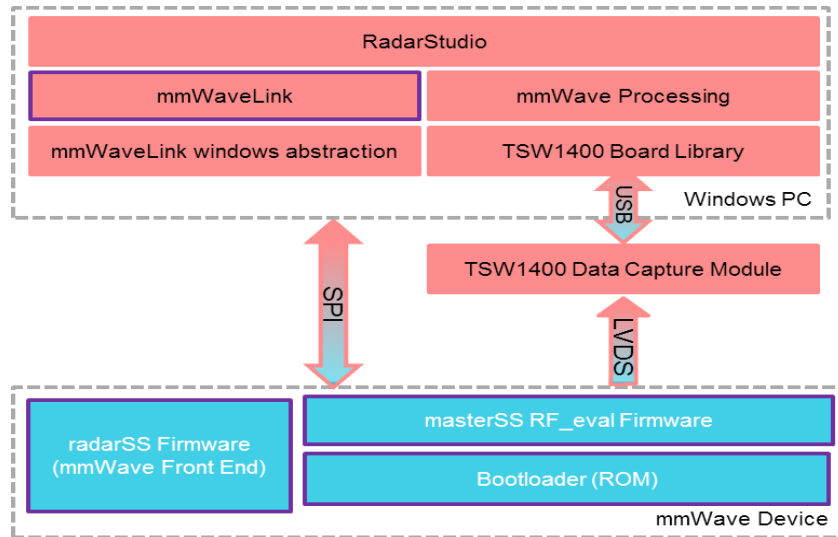 RadarStudio
mmWaveLink
mmWave Processing
mmWaveLink windows abstraction
TSW1400 Board Library
Windows PC
USB
TSW1400 Data Capture Module
SPI
LVDS
radarSS Firmware
(mmWave Front End)
masterSS RF_eval Firmware
Bootloader (ROM)
mmWave Device